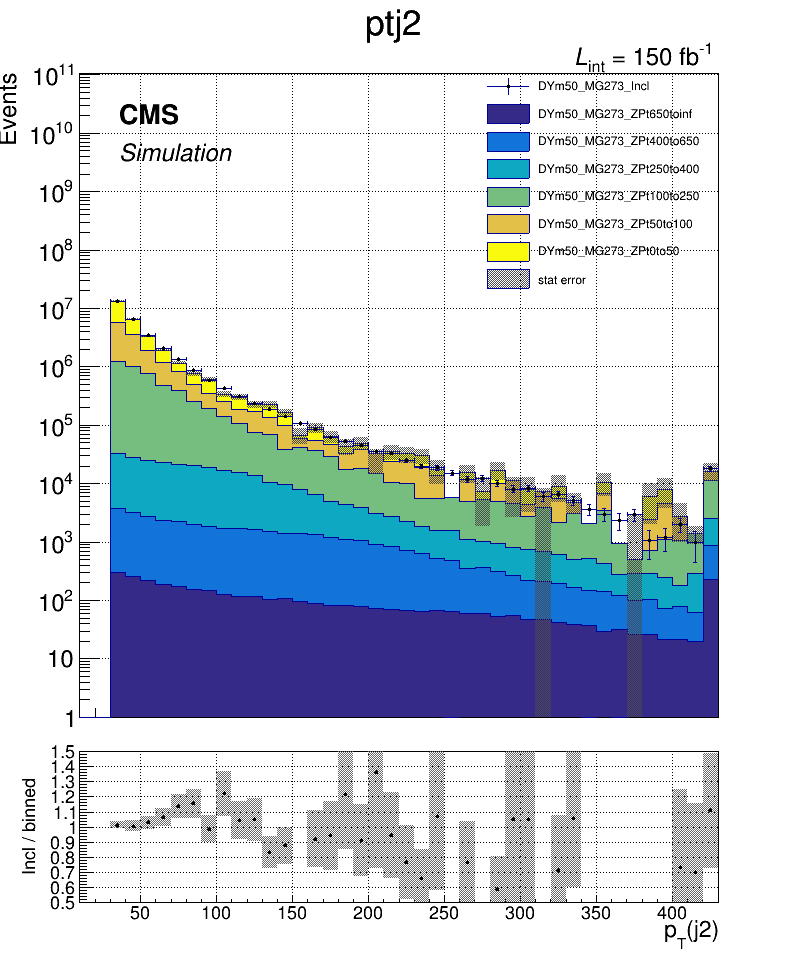 ptj2
L_int = 150 fb^-1
Events
10^11
10^10
10^9
10^8
10^7
10^6
10^5
10^4
10^3
10^2
10
1
CMS
Simulation
DYm50_MG273_Incl
DYm50_MG273_ZPt650toinf
DYm50_MG273_ZPt400to650
DYm50_MG273_ZPt250to400
DYm50_MG273_ZPt100to250
DYm50_MG273_ZPt50to100
DYm50_MG273_ZPt0to50
stat error
Incl / binned
1.5
1.4
1.3
1.2
1.1
1
0.9
0.8
0.7
0.6
0.5
50 100 150 200 250 300 350 400
p_T(j2)